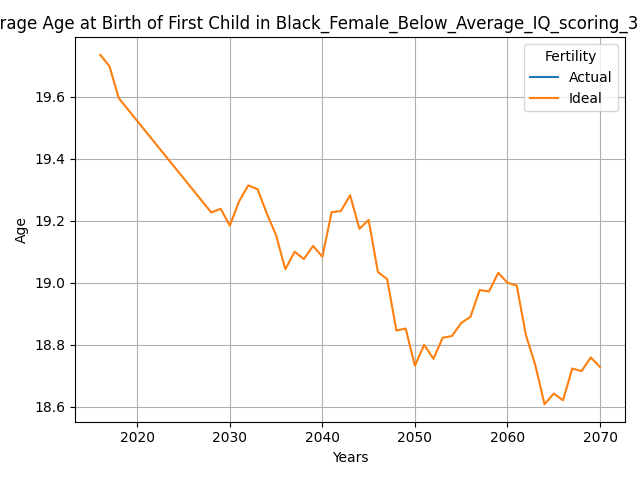 rage Age at Birth of First Child in Black_Female_Below_Average_IQ_scoring_3
Fertility
Actual
Ideal
19.6
19.4
19.2
19.0
18.8
18.6
Age
2020 2030 2040 2050 2060 2070
Years